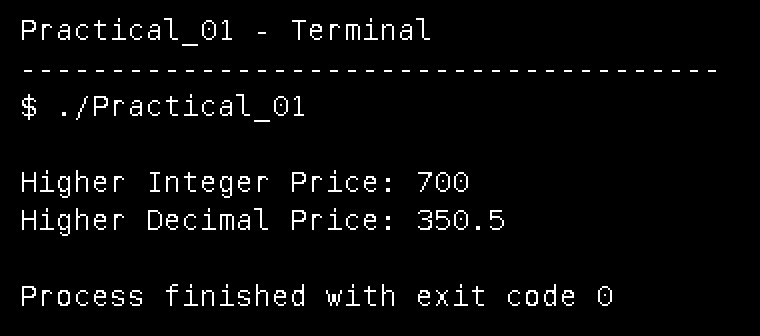 Practical_01 - Terminal
---------------------------------------
$ ./Practical_01
Higher Integer Price: 700
Higher Decimal Price: 350.5
Process finished with exit code 0